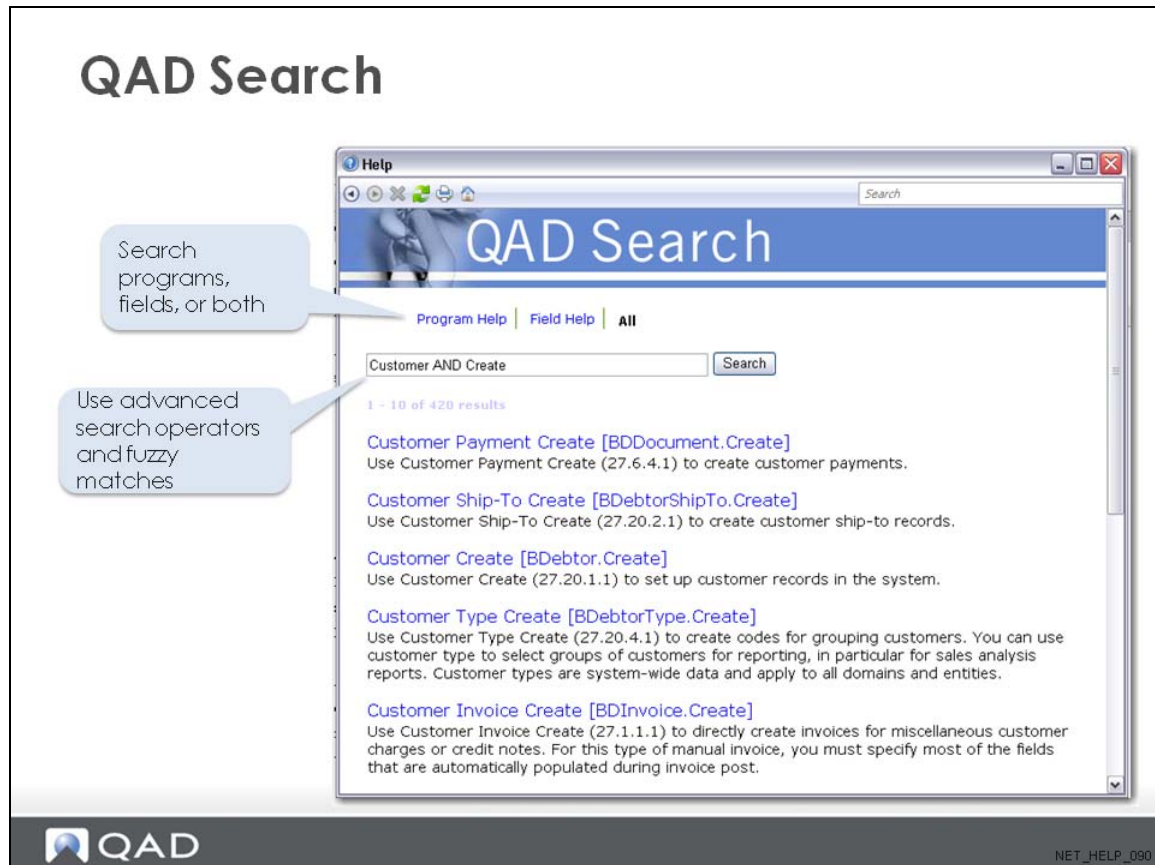 QAD Search
Help
Search
QAD Search
Search
programs,
fields, or both
Program Help | Field Help | All
Customer AND Create
Search
Use advanced
search operators
and fuzzy
matches
1 - 10 of 420 results
Customer Payment Create [BDDocument.Create]
Use Customer Payment Create (27.6.4.1) to create customer payments.
Customer Ship-To Create [BDebtorShipTo.Create]
Use Customer Ship-To Create (27.20.2.1) to create customer ship-to records.
Customer Create [BDebtor.Create]
Use Customer Create (27.20.1.1) to set up customer records in the system.
Customer Type Create [BDebtorType.Create]
Use Customer Type Create (27.20.4.1) to create codes for grouping customers. You can use
customer type to select groups of customers for reporting, in particular for sales analysis
reports. Customer types are system-wide data and apply to all domains and entities.
Customer Invoice Create [BDInvoice.Create]
Use Customer Invoice Create (27.1.1.1) to directly create invoices for miscellaneous customer
charges or credit notes. For this type of manual invoice, you must specify most of the fields
that are automatically populated during invoice post.
QAD
NET_HELP_090